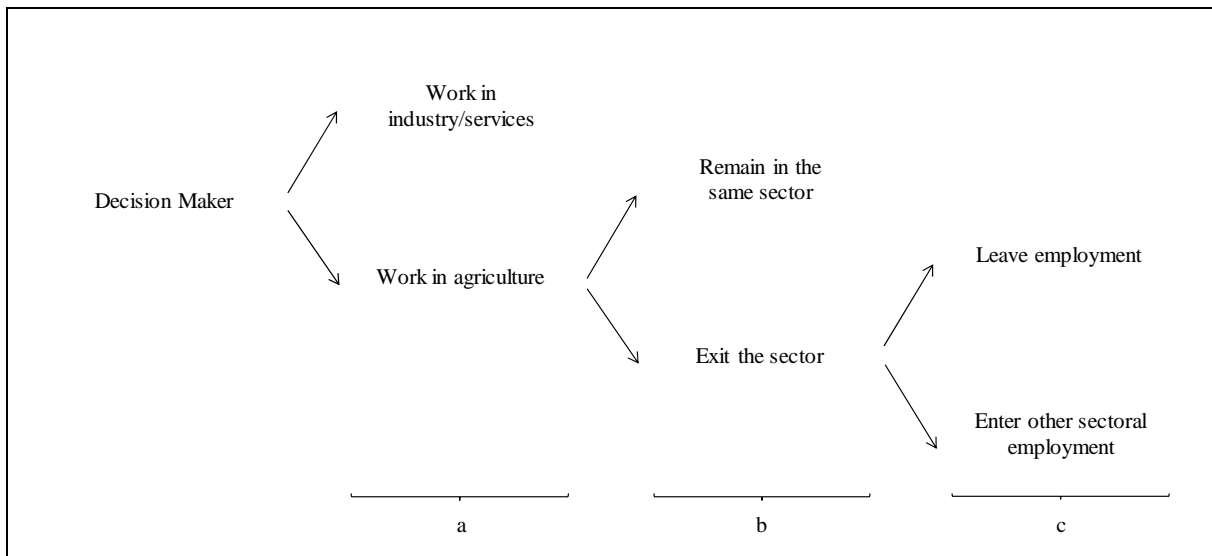 Work in
industry/services
Decision Maker
Remain in the
same sector
Work in agriculture
Leave employment
Exit the sector
Enter other sectoral
employment
a
b
c